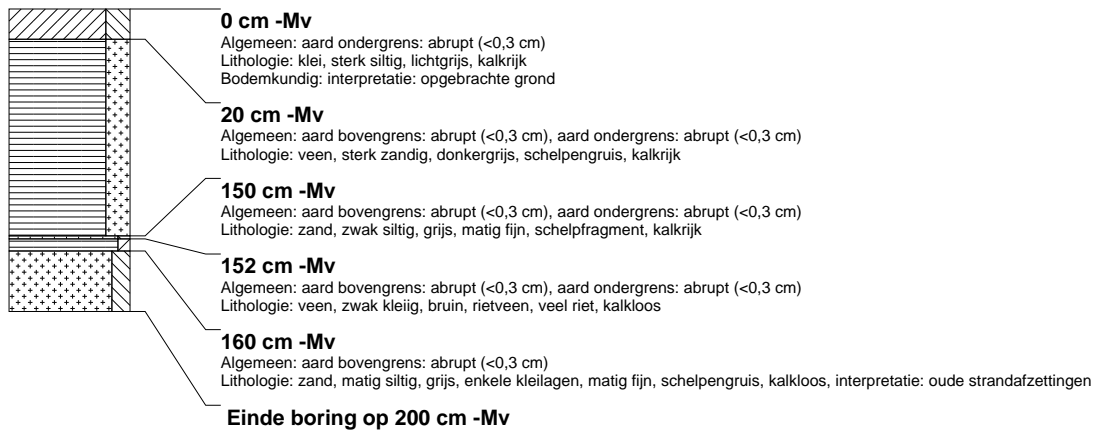 0 cm -Mv
Algemeen: aard ondergrens: abrupt (<0,3 cm)
Lithologie: klei, sterk siltig, lichtgrijs, kalkrijk
Bodemkundig: interpretatie: opgebrachte grond
20 cm -Mv
Algemeen: aard bovengrens: abrupt (<0,3 cm), aard ondergrens: abrupt (<0,3 cm)
Lithologie: veen, sterk zandig, donkergrijs, schelpengruis, kalkrijk
150 cm -Mv
Algemeen: aard bovengrens: abrupt (<0,3 cm), aard ondergrens: abrupt (<0,3 cm)
Lithologie: zand, zwak siltig, grijs, matig fijn, schelpfragment, kalkrijk
152 cm -Mv
Algemeen: aard bovengrens: abrupt (<0,3 cm), aard ondergrens: abrupt (<0,3 cm)
Lithologie: veen, zwak kleiig, bruin, rietveen, veel riet, kalkloos
160 cm -Mv
Algemeen: aard bovengrens: abrupt (<0,3 cm)
Lithologie: zand, matig siltig, grijs, enkele kleilagen, matig fijn, schelpengruis, kalkloos, interpretatie: oude strandafzettingen
Einde boring op 200 cm -Mv